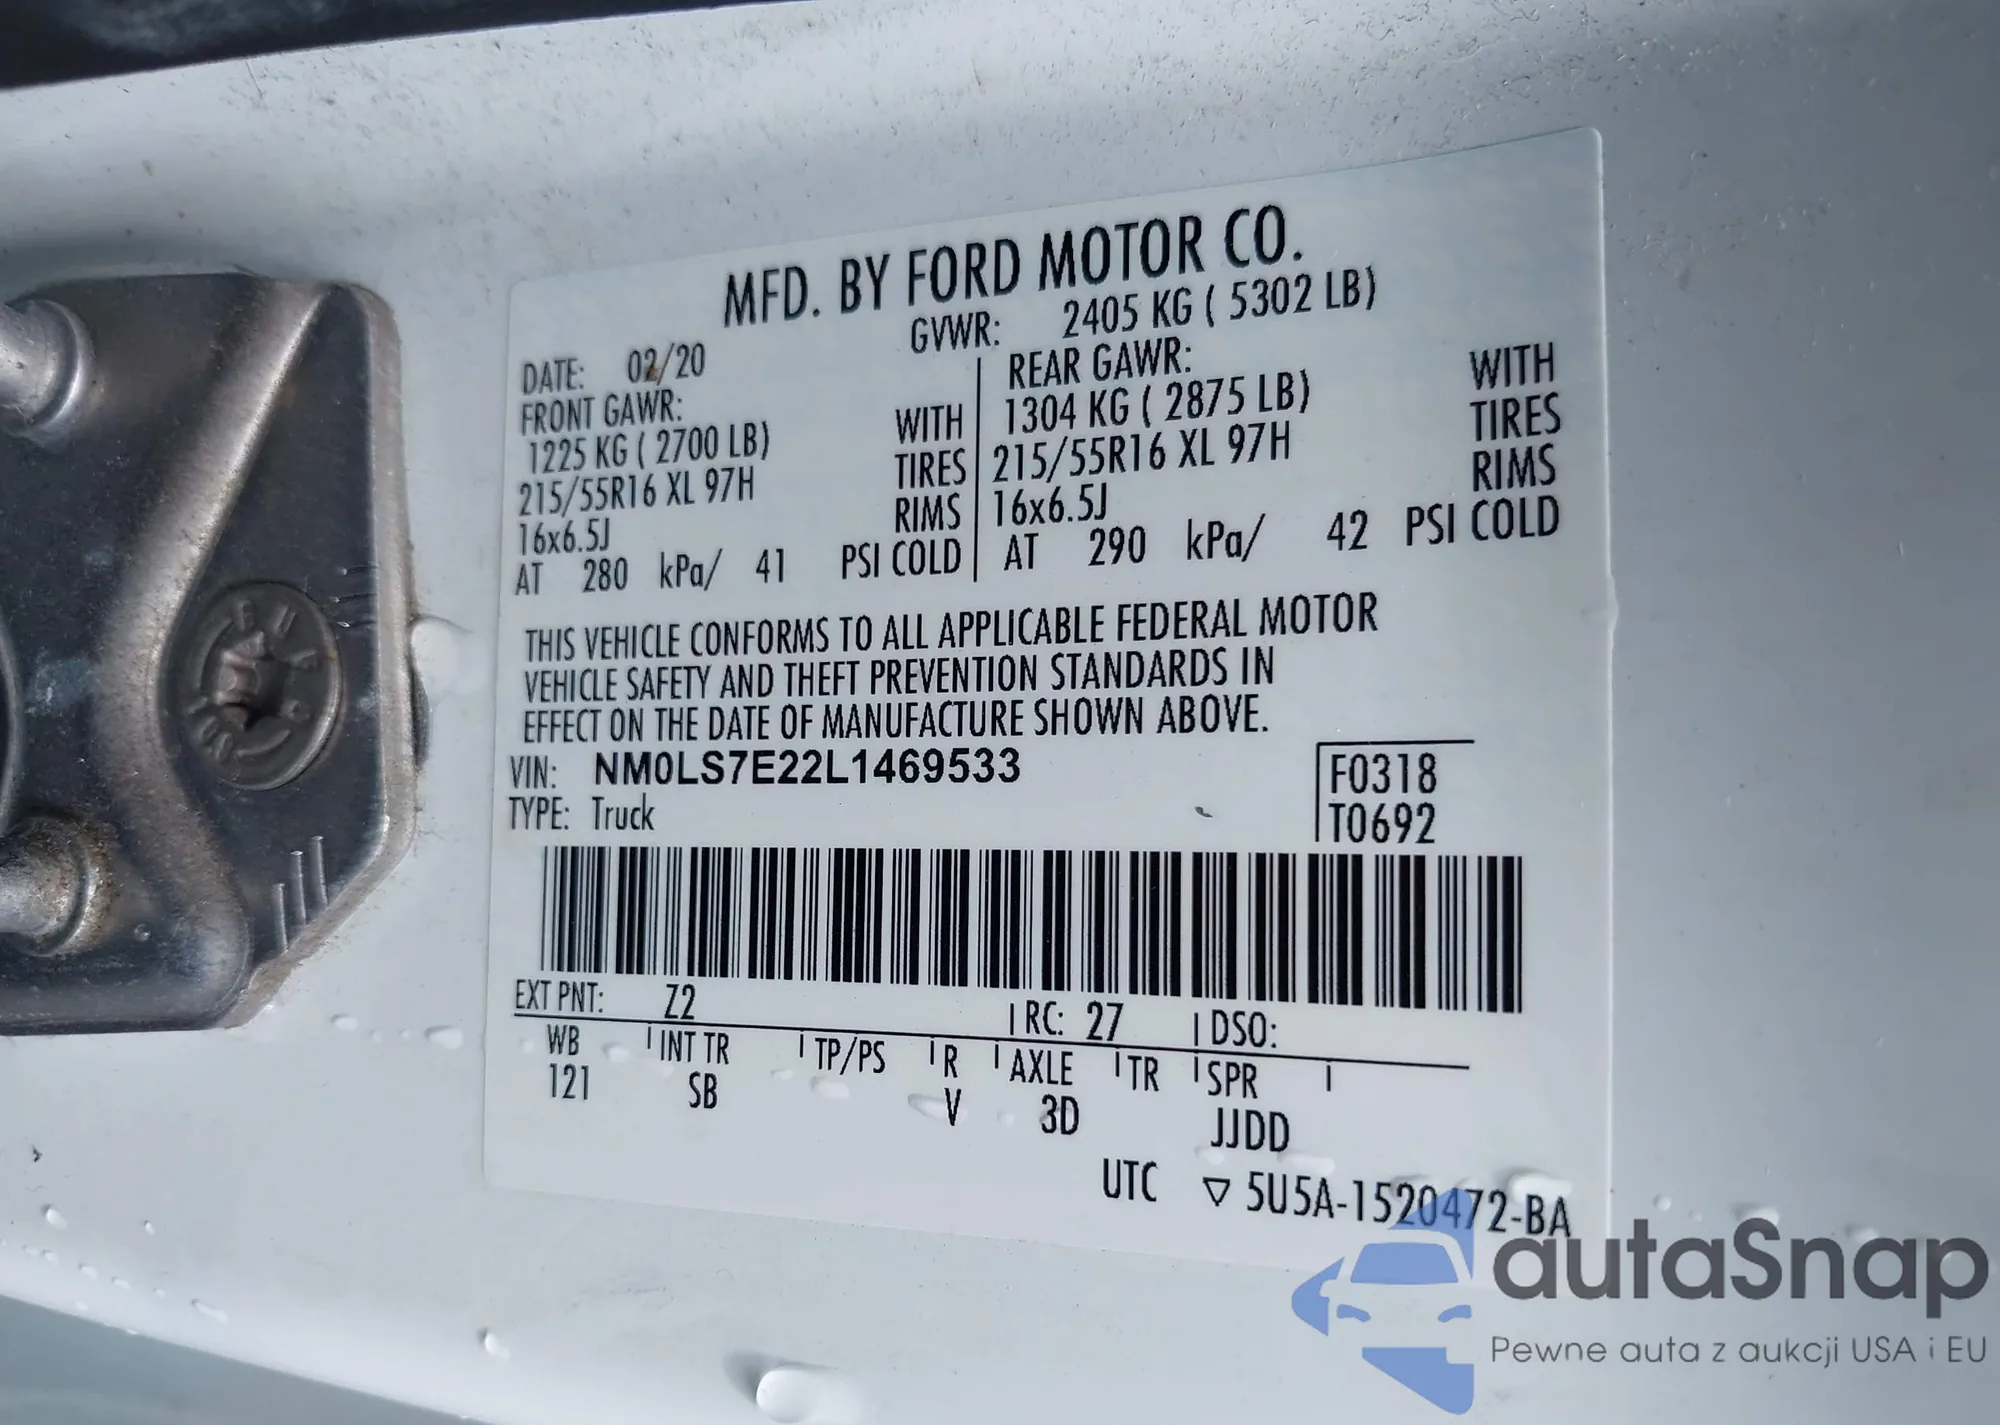 MFD. BY FORD MOTOR CO.
DATE: 02/20 GVWR: 2405 KG ( 5302 LB)
FRONT GAWR: REAR GAWR:
1225 KG ( 2700 LB) WITH 1304 KG ( 2875 LB) WITH
215/55R16 XL 97H TIRES 215/55R16 XL 97H TIRES
16x6.5J RIMS 16x6.5J RIMS
AT 280 kPa/ 41 PSI COLD AT 290 kPa/ 42 PSI COLD
THIS VEHICLE CONFORMS TO ALL APPLICABLE FEDERAL MOTOR
VEHICLE SAFETY AND THEFT PREVENTION STANDARDS IN
EFFECT ON THE DATE OF MANUFACTURE SHOWN ABOVE.
VIN: NM0LS7E22L1469533 F0318
TYPE: Truck T0692
EXT PNT: Z2 RC: 27 DSO:
WB INT TR TP/PS R AXLE TR SPR
121 SB V 3D JJDD
UTC ▽ 5U5A-1520472-BA
autaSnap
Pewne auta z aukcji USA i EU